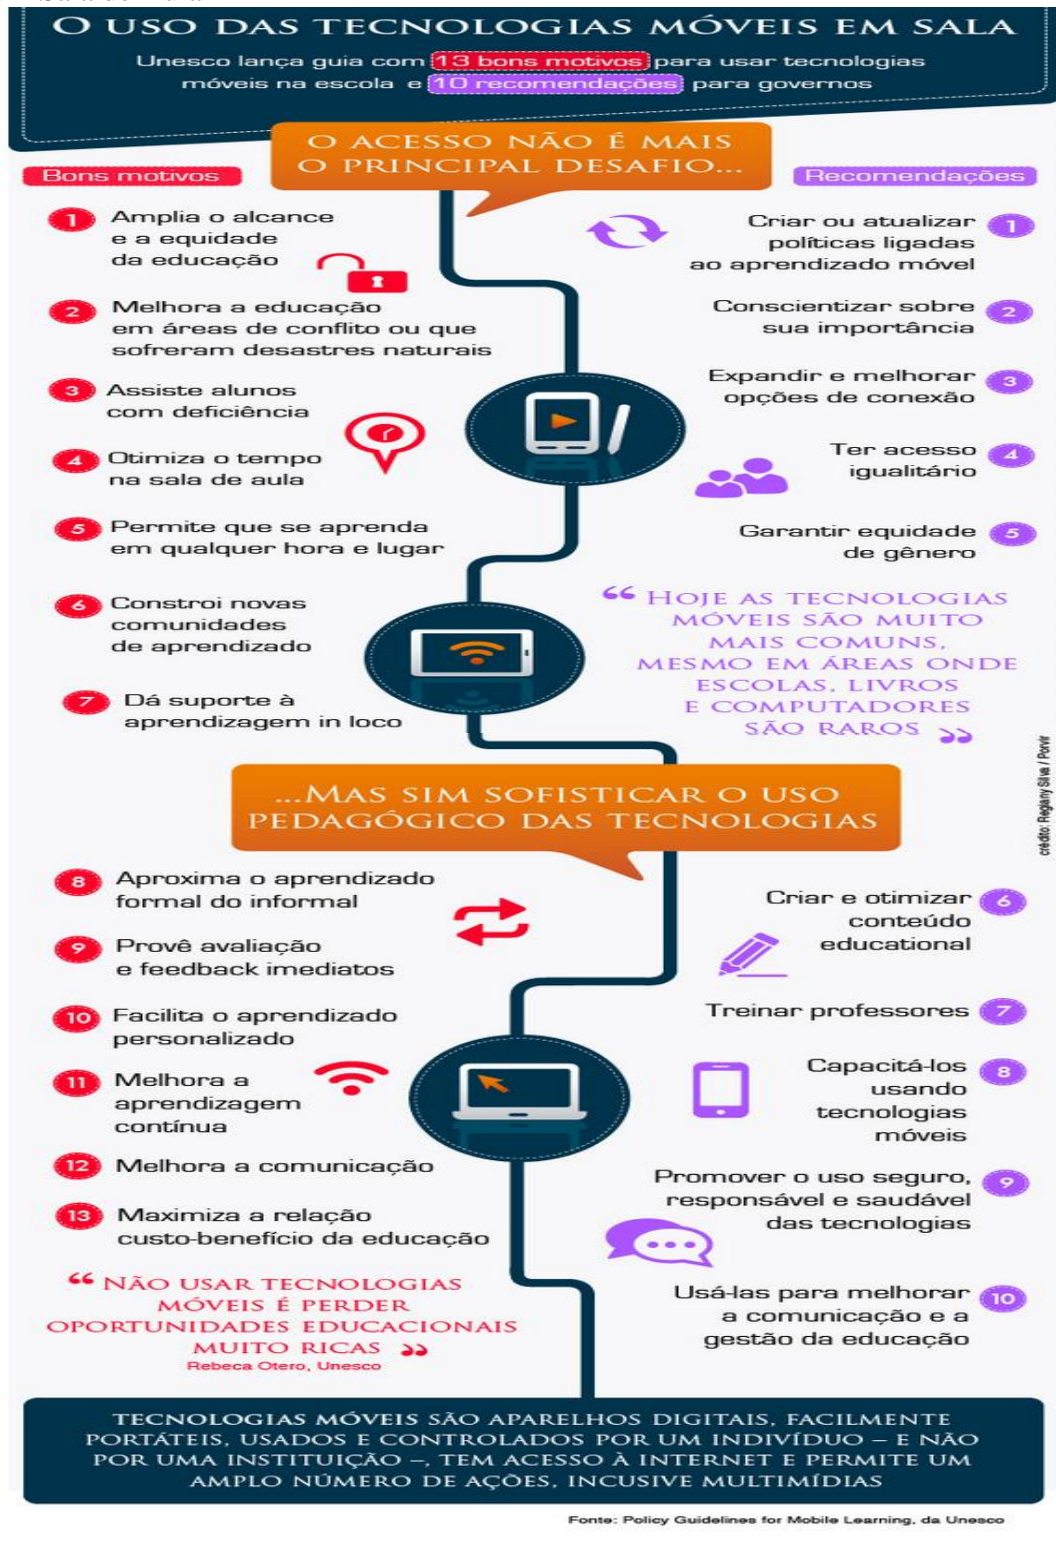 O USO DAS TECNOLOGIAS MÓVEIS EM SALA
Unesco lança guia com 13 bons motivos para usar tecnologias
móveis na escola e 10 recomendações para governos
O ACESSO NÃO É MAIS
O PRINCIPAL DESAFIO...
Bons motivos
1 Amplia o alcance
e a equidade
da educação
2 Melhora a educação
em áreas de conflito ou que
sofreram desastres naturais
3 Assiste alunos
com deficiência
4 Otimiza o tempo
na sala de aula
5 Permite que se aprenda
em qualquer hora e lugar
6 Constroi novas
comunidades
de aprendizado
7 Dá suporte à
aprendizagem in loco
Recomendações
Criar ou atualizar 1
políticas ligadas
ao aprendizado móvel
Conscientizar sobre 2
sua importância
Expandir e melhorar 3
opções de conexão
Ter acesso 4
igualitário
Garantir equidade 5
de gênero
“ HOJE AS TECNOLOGIAS
MÓVEIS SÃO MUITO
MAIS COMUNS,
MESMO EM ÁREAS ONDE
ESCOLAS, LIVROS
E COMPUTADORES
SÃO RAROS ”
crédito: Regiany Silva / Porvir
...MAS SIM SOFISTICAR O USO
PEDAGÓGICO DAS TECNOLOGIAS
8 Aproxima o aprendizado
formal do informal
9 Provê avaliação
e feedback imediatos
10 Facilita o aprendizado
personalizado
11 Melhora a
aprendizagem
contínua
12 Melhora a comunicação
13 Maximiza a relação
custo-benefício da educação
“ NÃO USAR TECNOLOGIAS
MÓVEIS É PERDER
OPORTUNIDADES EDUCACIONAIS
MUITO RICAS ”
Rebeca Otero, Unesco
Criar e otimizar 6
conteúdo
educational
Treinar professores 7
Capacitá-los 8
usando
tecnologias
móveis
Promover o uso seguro, 9
responsável e saudável
das tecnologias
Usá-las para melhorar 10
a comunicação e a
gestão da educação
TECNOLOGIAS MÓVEIS SÃO APARELHOS DIGITAIS, FACILMENTE
PORTÁTEIS, USADOS E CONTROLADOS POR UM INDIVÍDUO – E NÃO
POR UMA INSTITUIÇÃO –, TEM ACESSO À INTERNET E PERMITE UM
AMPLO NÚMERO DE AÇÕES, INCUSIVE MULTIMÍDIAS
Fonte: Policy Guidelines for Mobile Learning, da Unesco